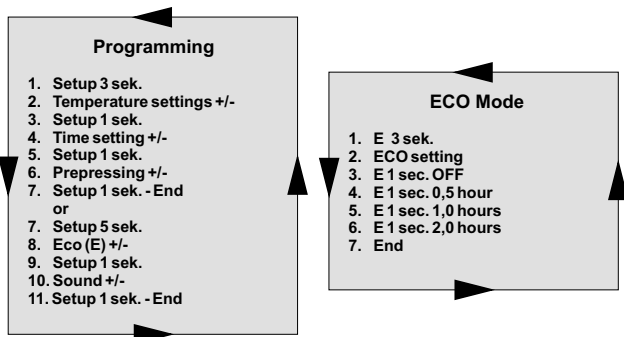 Programming
1. Setup 3 sek.
2. Temperature settings +/-
3. Setup 1 sek.
4. Time setting +/-
5. Setup 1 sek.
6. Prepressing +/-
7. Setup 1 sek. - End
or
7. Setup 5 sek.
8. Eco (E) +/-
9. Setup 1 sek.
10. Sound +/-
11. Setup 1 sek. - End
ECO Mode
1. E 3 sek.
2. ECO setting
3. E 1 sec. OFF
4. E 1 sec. 0,5 hour
5. E 1 sec. 1,0 hours
6. E 1 sec. 2,0 hours
7. End